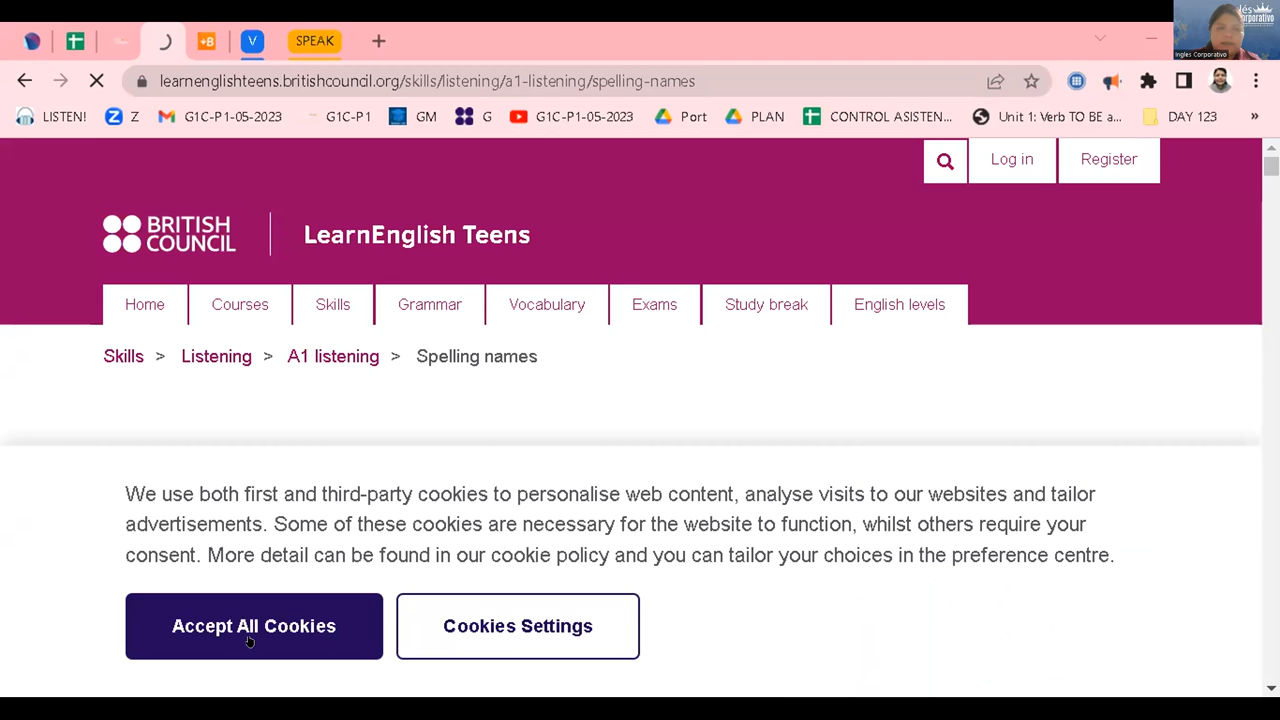 SPEAK
és
corporativo
Ingles Corporativo
learnenglishteens.britishcouncil.org/skills/listening/a1-listening/spelling-names
LISTEN!
Z
G1C-P1-05-2023
G1C-P1
GM
G
G1C-P1-05-2023
Port
PLAN
CONTROL ASISTEN...
Unit 1: Verb TO BE a...
DAY 123
»
Log in
Register
BRITISH
COUNCIL
LearnEnglish Teens
Home
Courses
Skills
Grammar
Vocabulary
Exams
Study break
English levels
Skills > Listening > A1 listening > Spelling names
We use both first and third-party cookies to personalise web content, analyse visits to our websites and tailor
advertisements. Some of these cookies are necessary for the website to function, whilst others require your
consent. More detail can be found in our cookie policy and you can tailor your choices in the preference centre.
Accept All Cookies
Cookies Settings